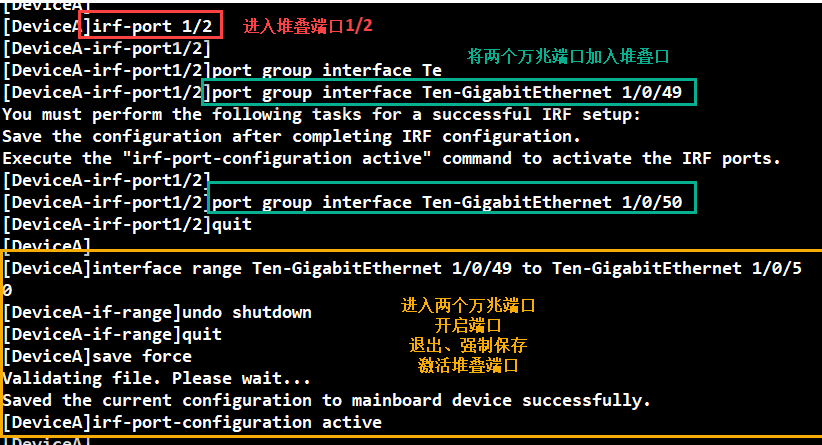 [DeviceA]
[DeviceA]irf-port 1/2
进入堆叠端口1/2
[DeviceA-irf-port1/2]
将两个万兆端口加入堆叠口
[DeviceA-irf-port1/2]port group interface Te
[DeviceA-irf-port1/2]port group interface Ten-GigabitEthernet 1/0/49
You must perform the following tasks for a successful IRF setup:
Save the configuration after completing IRF configuration.
Execute the "irf-port-configuration active" command to activate the IRF ports.
[DeviceA-irf-port1/2]
[DeviceA-irf-port1/2]port group interface Ten-GigabitEthernet 1/0/50
[DeviceA-irf-port1/2]quit
[DeviceA]
[DeviceA]interface range Ten-GigabitEthernet 1/0/49 to Ten-GigabitEthernet 1/0/5
0
[DeviceA-if-range]undo shutdown
[DeviceA-if-range]quit
[DeviceA]save force
进入两个万兆端口
开启端口
退出、强制保存
激活堆叠端口
Validating file. Please wait...
Saved the current configuration to mainboard device successfully.
[DeviceA]irf-port-configuration active
[DeviceA]